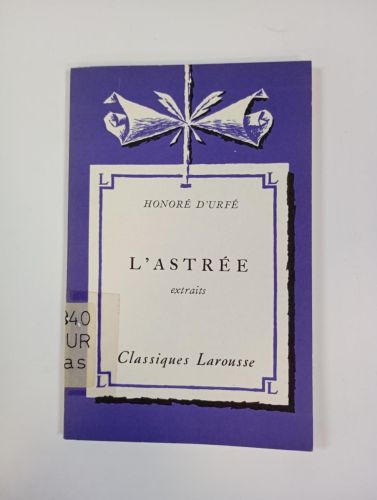 L L
HONORÉ D'URFÉ
L'ASTRÉE
extraits
840
UR
as
Classiques Larousse
L L